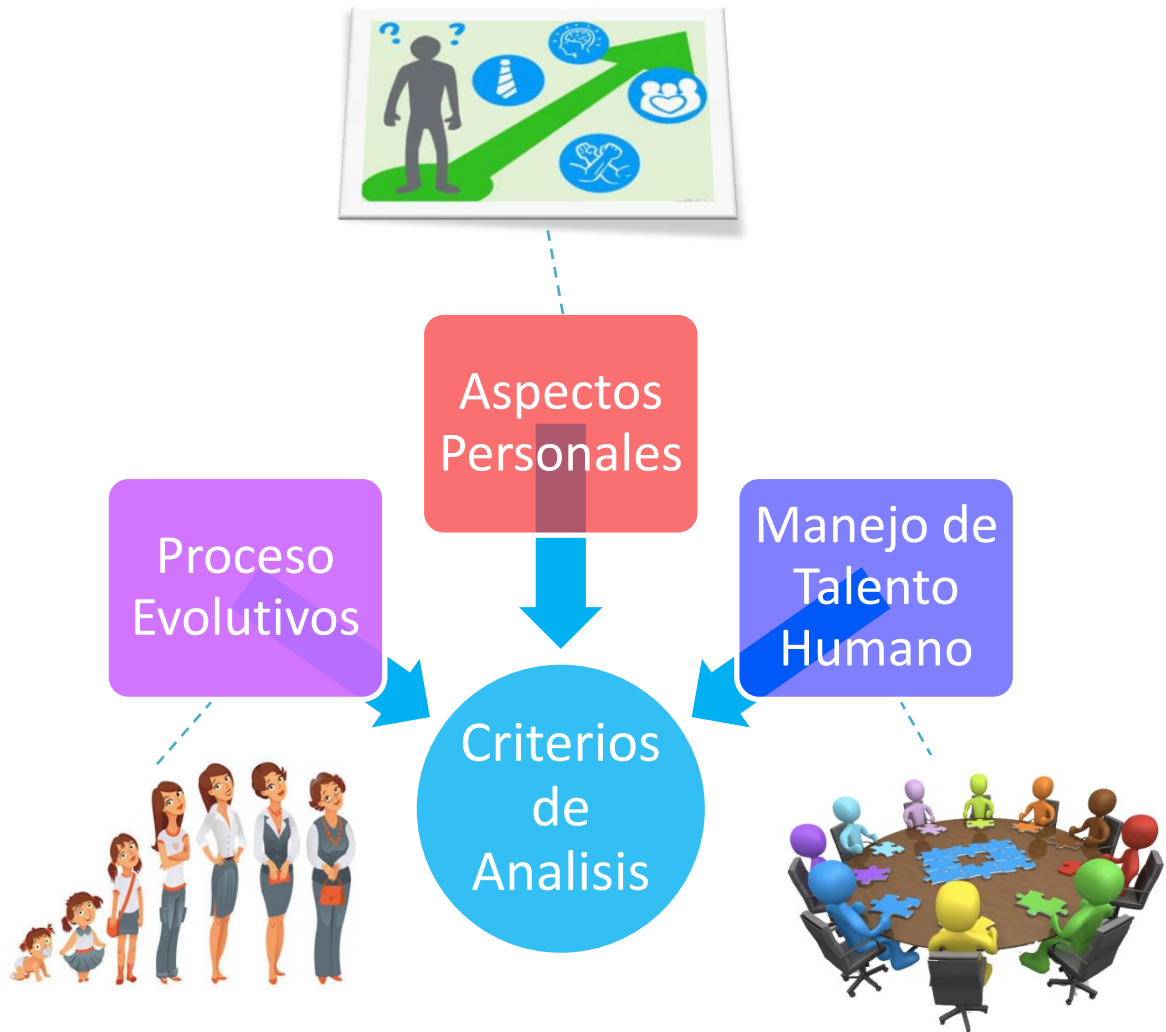 ? ?
Aspectos
Personales
Proceso
Evolutivos
Manejo de
Talento
Humano
Criterios
de
Analisis